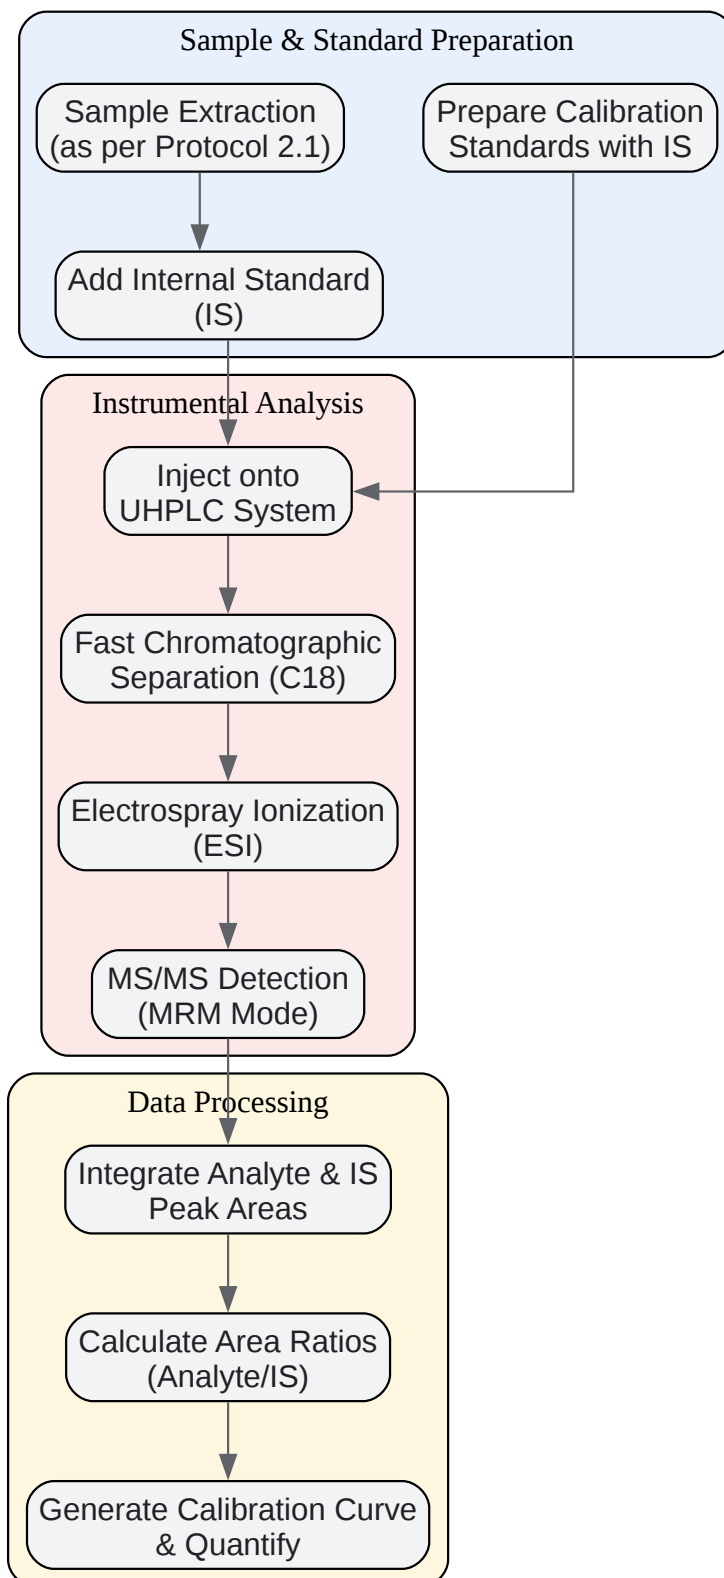 Sample & Standard Preparation
Sample Extraction
(as per Protocol 2.1)
Prepare Calibration
Standards with IS
Add Internal Standard
(IS)
Instrumental Analysis
Inject onto
UHPLC System
Fast Chromatographic
Separation (C18)
Electrospray Ionization
(ESI)
MS/MS Detection
(MRM Mode)
Data Processing
Integrate Analyte & IS
Peak Areas
Calculate Area Ratios
(Analyte/IS)
Generate Calibration Curve
& Quantify